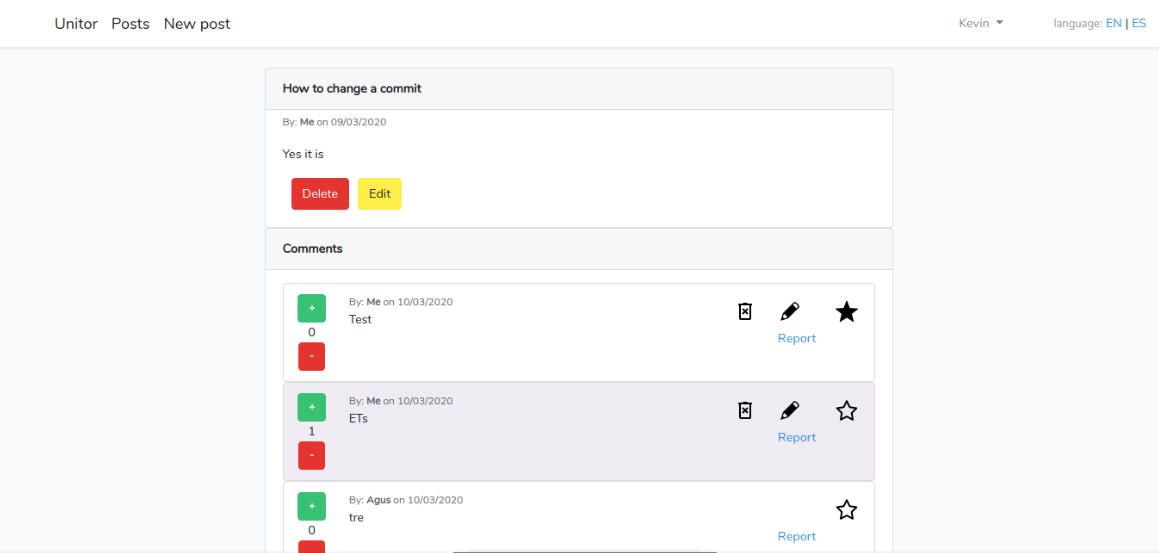 Unitor Posts New post Kevin language: EN | ES
How to change a commit
By: Me on 09/03/2020
Yes it is
Delete Edit
Comments
+
By: Me on 10/03/2020
Test
0
-
Report
+
By: Me on 10/03/2020
ETs
1
-
Report
+
By: Agus on 10/03/2020
tre
0
Report